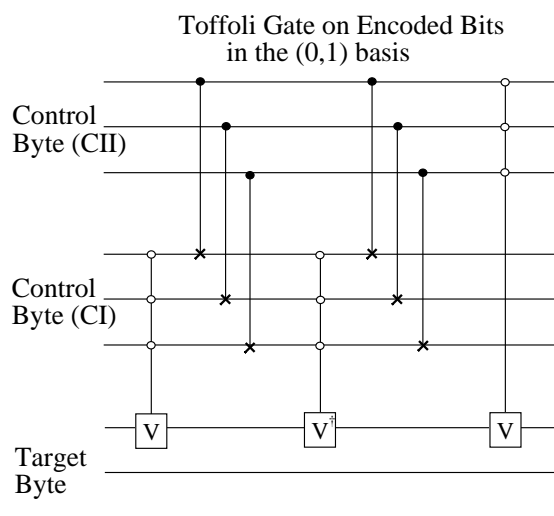 Toffoli Gate on Encoded Bits
in the (0,1) basis
Control
Byte (CII)
Control
Byte (CI)
V
V†
V
Target
Byte